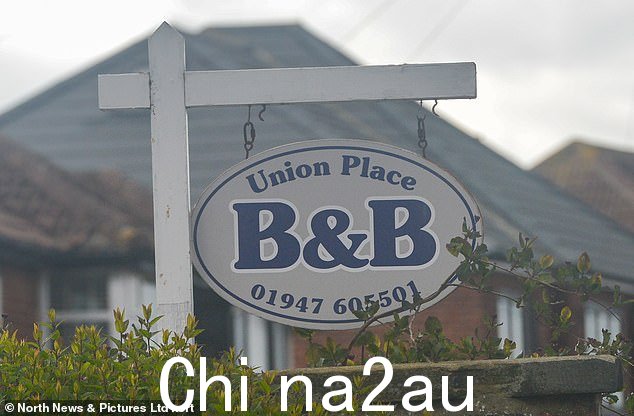 Union Place
B&B
01947 605501
Chi na2au
©North News & Pictures Ltd